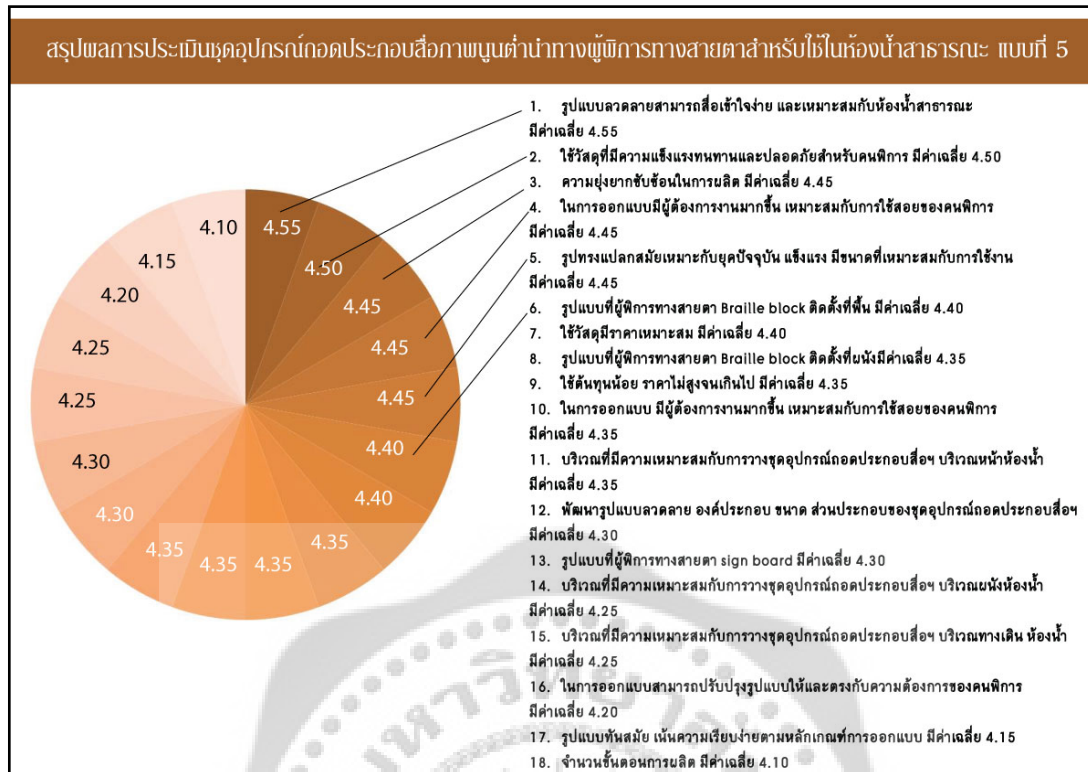 สรุปผลการประเมินชุดอุปกรณ์ถอดประกอบสื่อภาพนูนต่ำนำทางผู้พิการทางสายตาสำหรับใช้ในห้องน้ำสาธารณะ แบบที่ 5
1. รูปแบบลวดลายสามารถสื่อเข้าใจง่าย และเหมาะสมกับห้องน้ำสาธารณะ
มีค่าเฉลี่ย 4.55
2. ใช้วัสดุที่มีความแข็งแรงทนทานและปลอดภัยสำหรับคนพิการ มีค่าเฉลี่ย 4.50
3. ความยุ่งยากซับซ้อนในการผลิต มีค่าเฉลี่ย 4.45
4. ในการออกแบบมีผู้ต้องการงานมากขึ้น เหมาะสมกับการใช้สอยของคนพิการ
มีค่าเฉลี่ย 4.45
5. รูปทรงแปลกสมัยเหมาะกับยุคปัจจุบัน แข็งแรง มีขนาดที่เหมาะสมกับการใช้งาน
มีค่าเฉลี่ย 4.45
6. รูปแบบที่ผู้พิการทางสายตา Braille block ติดตั้งที่พื้น มีค่าเฉลี่ย 4.40
7. ใช้วัสดุมีราคาเหมาะสม มีค่าเฉลี่ย 4.40
8. รูปแบบที่ผู้พิการทางสายตา Braille block ติดตั้งที่ผนังมีค่าเฉลี่ย 4.35
9. ใช้ต้นทุนน้อย ราคาไม่สูงจนเกินไป มีค่าเฉลี่ย 4.35
10. ในการออกแบบ มีผู้ต้องการงานมากขึ้น เหมาะสมกับการใช้สอยของคนพิการ
มีค่าเฉลี่ย 4.35
11. บริเวณที่มีความเหมาะสมกับการวางชุดอุปกรณ์ถอดประกอบสื่อฯ บริเวณหน้าห้องน้ำ
มีค่าเฉลี่ย 4.35
12. พัฒนารูปแบบลวดลาย องค์ประกอบ ขนาด ส่วนประกอบของชุดอุปกรณ์ถอดประกอบสื่อฯ
มีค่าเฉลี่ย 4.30
13. รูปแบบที่ผู้พิการทางสายตา sign board มีค่าเฉลี่ย 4.30
14. บริเวณที่มีความเหมาะสมกับการวางชุดอุปกรณ์ถอดประกอบสื่อฯ บริเวณผนังห้องน้ำ
มีค่าเฉลี่ย 4.25
15. บริเวณที่มีความเหมาะสมกับการวางชุดอุปกรณ์ถอดประกอบสื่อฯ บริเวณทางเดิน ห้องน้ำ
มีค่าเฉลี่ย 4.25
16. ในการออกแบบสามารถปรับปรุงรูปแบบให้และตรงกับความต้องการของคนพิการ
มีค่าเฉลี่ย 4.20
17. รูปแบบทันสมัย เน้นความเรียบง่ายตามหลักเกณฑ์การออกแบบ มีค่าเฉลี่ย 4.15
18. จำนวนขั้นตอนการผลิต มีค่าเฉลี่ย 4.10
4.55
4.50
4.45
4.45
4.45
4.40
4.40
4.35
4.35
4.35
4.35
4.30
4.30
4.25
4.25
4.20
4.15
4.10